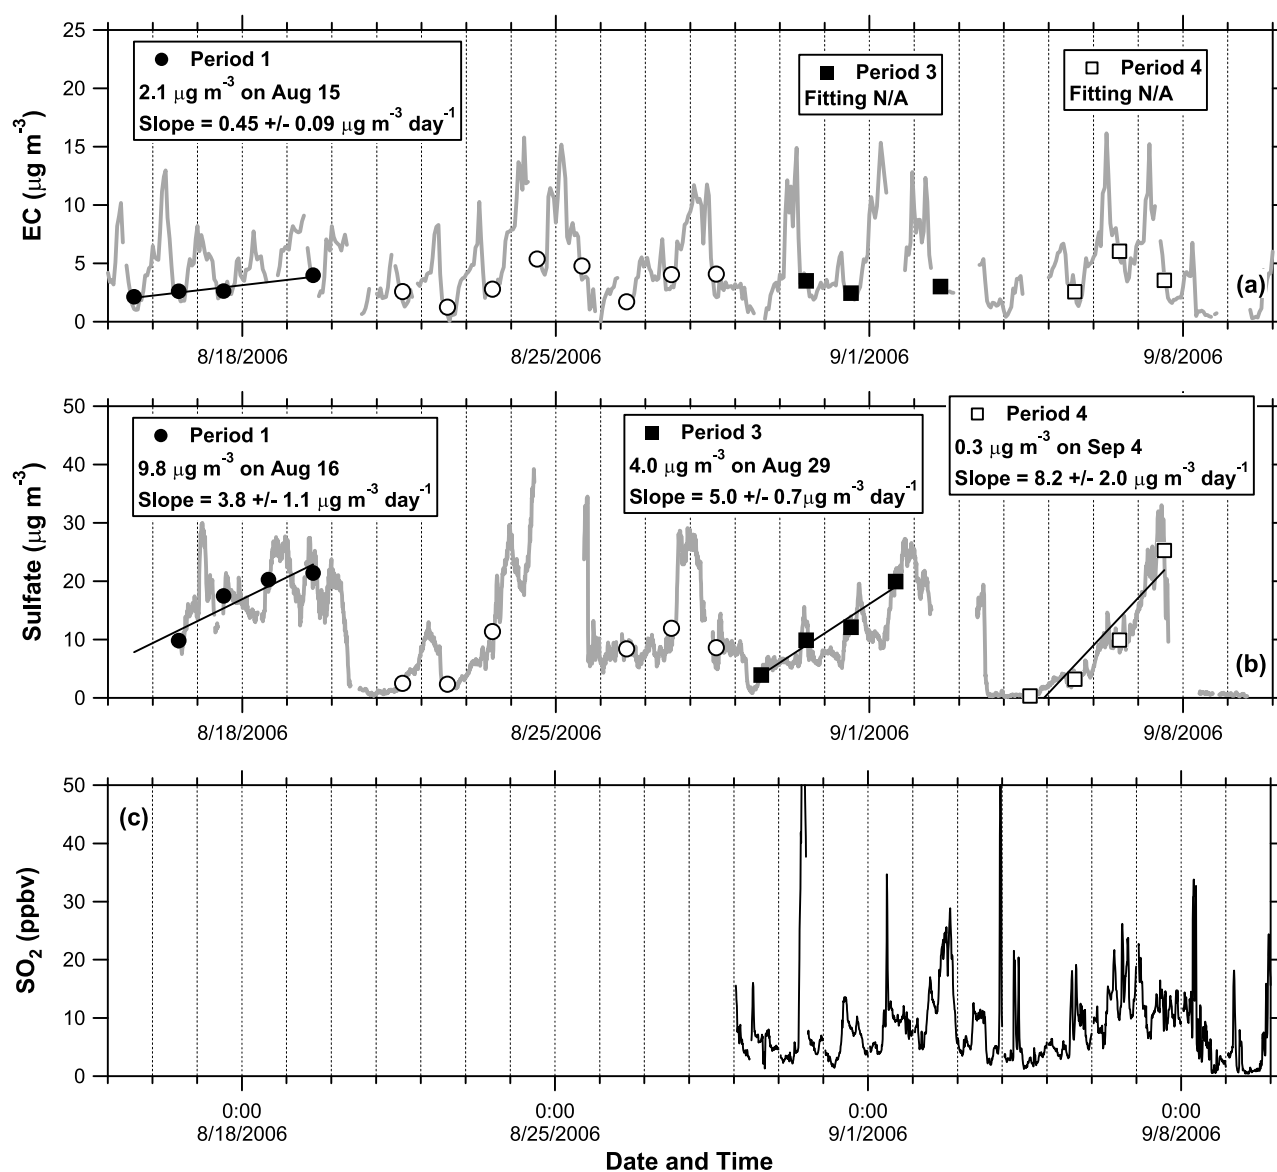 25
20
15
10
5
0
EC (μg m⁻³)
Period 1
2.1 μg m⁻³ on Aug 15
Slope = 0.45 +/- 0.09 μg m⁻³ day⁻¹
Period 3
Fitting N/A
Period 4
Fitting N/A
(a)
8/18/2006
8/25/2006
9/1/2006
9/8/2006
50
40
30
20
10
0
Sulfate (μg m⁻³)
Period 1
9.8 μg m⁻³ on Aug 16
Slope = 3.8 +/- 1.1 μg m⁻³ day⁻¹
Period 3
4.0 μg m⁻³ on Aug 29
Slope = 5.0 +/- 0.7μg m⁻³ day⁻¹
Period 4
0.3 μg m⁻³ on Sep 4
Slope = 8.2 +/- 2.0 μg m⁻³ day⁻¹
(b)
8/18/2006
8/25/2006
9/1/2006
9/8/2006
50
40
30
20
10
0
SO₂ (ppbv)
(c)
0:00
8/18/2006
0:00
8/25/2006
0:00
9/1/2006
0:00
9/8/2006
Date and Time